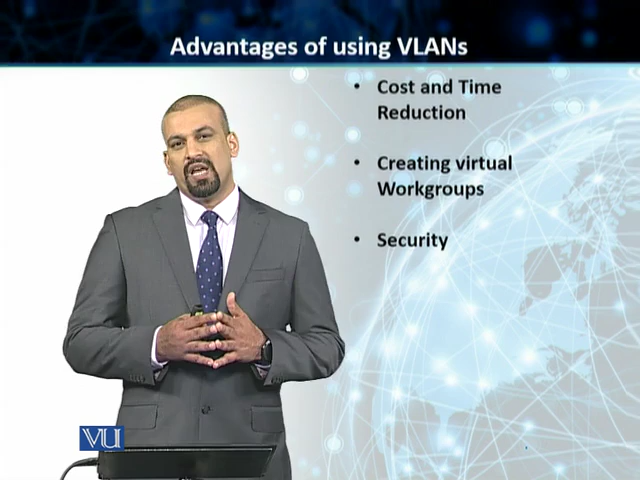 Advantages of using VLANs
• Cost and Time
Reduction
• Creating virtual
Workgroups
• Security
VU